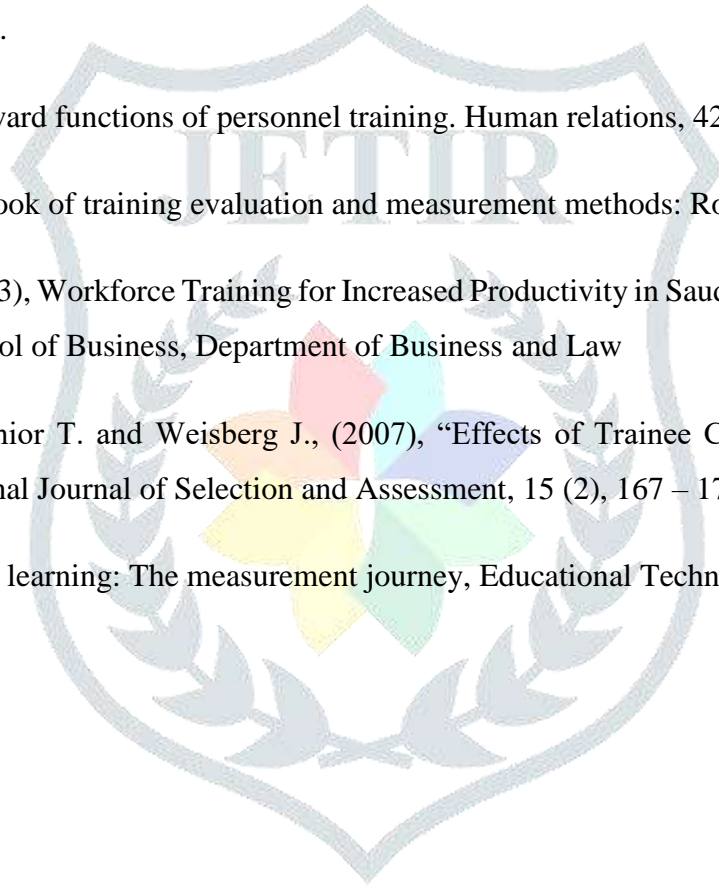 .
ward functions of personnel training. Human relations, 42
ook of training evaluation and measurement methods: Ro
3), Workforce Training for Increased Productivity in Saud
ol of Business, Department of Business and Law
nior T. and Weisberg J., (2007), “Effects of Trainee C
nal Journal of Selection and Assessment, 15 (2), 167 – 17
learning: The measurement journey, Educational Techn
JETIR